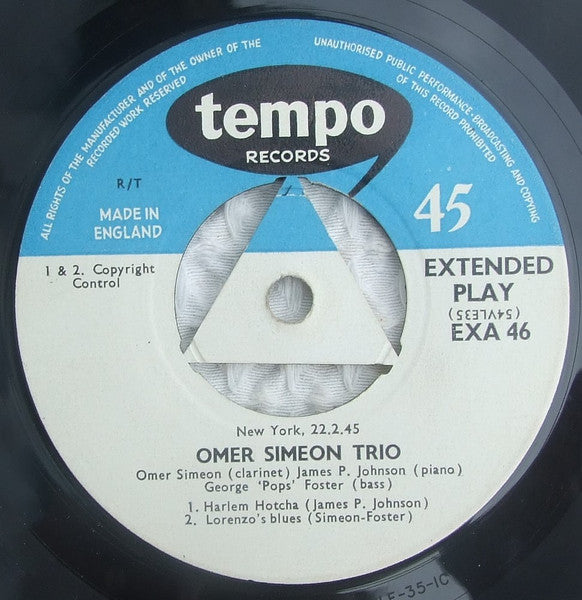 ALL RIGHTS OF THE MANUFACTURER AND OF THE OWNER OF THE
RECORDED WORK RESERVED
UNAUTHORISED PUBLIC PERFORMANCE · BROADCASTING AND COPYING
OF THIS RECORD PROHIBITED
tempo
RECORDS
R/T
MADE IN
ENGLAND
45
1 & 2. Copyright
Control
EXTENDED
PLAY
(54VLE35)
EXA 46
New York, 22.2.45
OMER SIMEON TRIO
Omer Simeon (clarinet) James P. Johnson (piano)
George 'Pops' Foster (bass)
1. Harlem Hotcha (James P. Johnson)
2. Lorenzo's blues (Simeon-Foster)
-35-1C